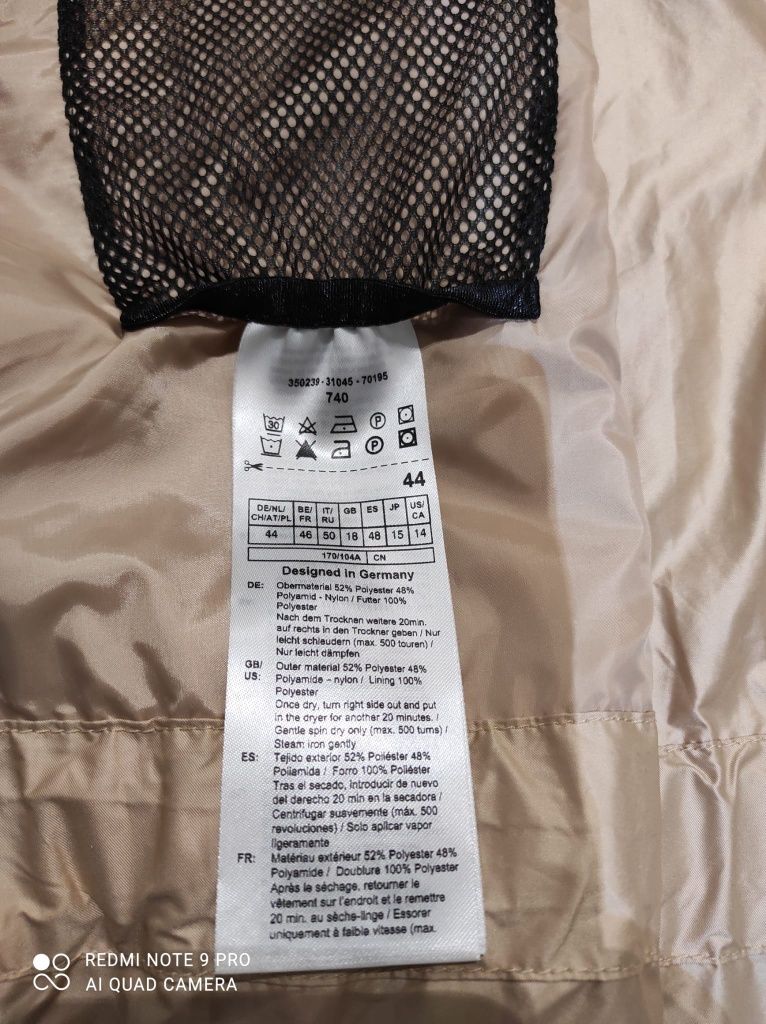 350239 - 31045 - 70195
740
30
P
P
44
DE/NL/ CH/AT/PL BE/ FR IT/ RU GB ES JP US/ CA
44 46 50 18 48 15 14
170/104A CN
Designed in Germany
DE: Obermaterial 52% Polyester 48%
Polyamid - Nylon / Futter 100%
Polyester
Nach dem Trocknen weitere 20min.
auf rechts in den Trockner geben / Nur
leicht schleudern (max. 500 touren) /
Nur leicht dämpfen
GB/ US: Outer material 52% Polyester 48%
Polyamide - nylon / Lining 100%
Polyester
Once dry, turn right side out and put
in the dryer for another 20 minutes. /
Gentle spin dry only (max. 500 turns) /
Steam iron gently
ES: Tejido exterior 52% Poliéster 48%
Poliamida / Forro 100% Poliéster
Tras el secado, introducir de nuevo
del derecho 20 min en la secadora /
Centrifugar suavemente (máx. 500
revoluciones) / Solo aplicar vapor
ligeramente
FR: Matériau extérieur 52% Polyester 48%
Polyamide / Doublure 100% Polyester
Après le séchage, retourner le
vêtement sur l'endroit et le remettre
20 min. au sèche-linge / Essorer
uniquement à faible vitesse (max.
REDMI NOTE 9 PRO
AI QUAD CAMERA